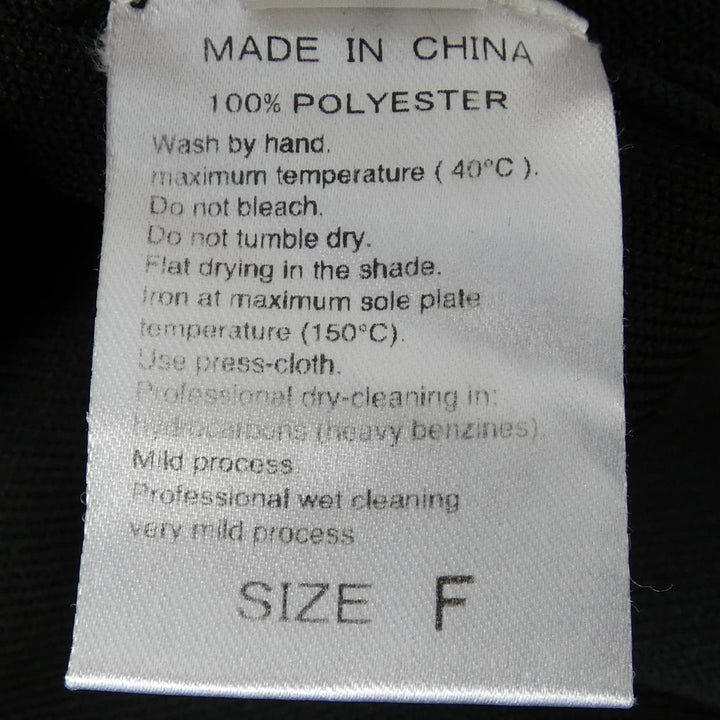 MADE IN CHINA
100% POLYESTER
Wash by hand.
maximum temperature ( 40°C ).
Do not bleach.
Do not tumble dry.
Flat drying in the shade.
Iron at maximum sole plate
temperature (150°C).
Use press-cloth.
Professional dry-cleaning in:
hydrocarbons (heavy benzines).
Mild process
Professional wet cleaning
very mild process
SIZE F